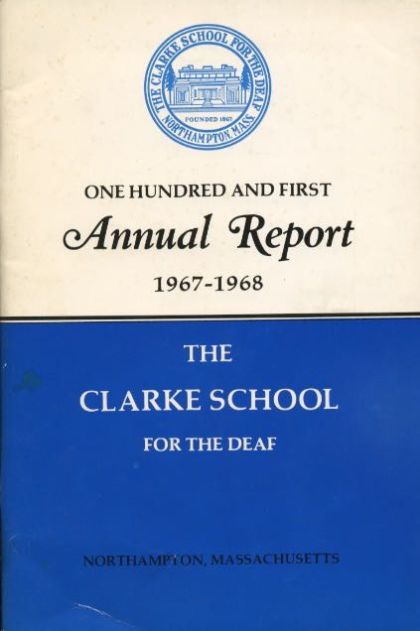 THE CLARKE SCHOOL FOR THE DEAF
NORTHAMPTON, MASS.
FOUNDED 1867
ONE HUNDRED AND FIRST
Annual Report
1967-1968
THE
CLARKE SCHOOL
FOR THE DEAF
NORTHAMPTON, MASSACHUSETTS